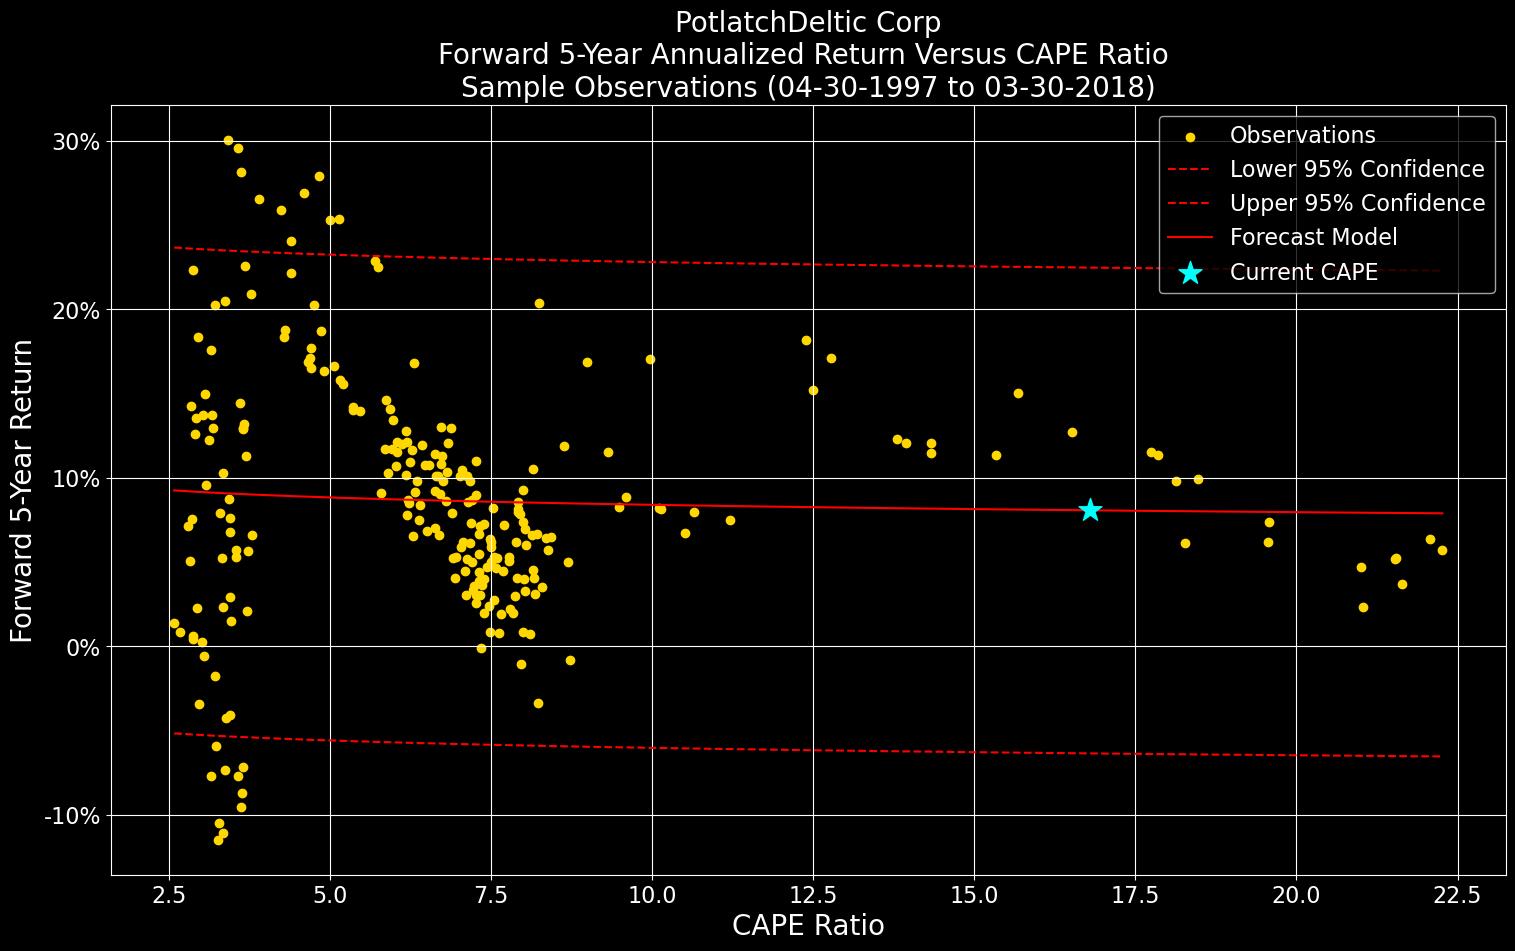 PotlatchDeltic Corp
Forward 5-Year Annualized Return Versus CAPE Ratio
Sample Observations (04-30-1997 to 03-30-2018)
Forward 5-Year Return
30%
20%
10%
0%
-10%
Observations
Lower 95% Confidence
Upper 95% Confidence
Forecast Model
Current CAPE
2.5 5.0 7.5 10.0 12.5 15.0 17.5 20.0 22.5
CAPE Ratio